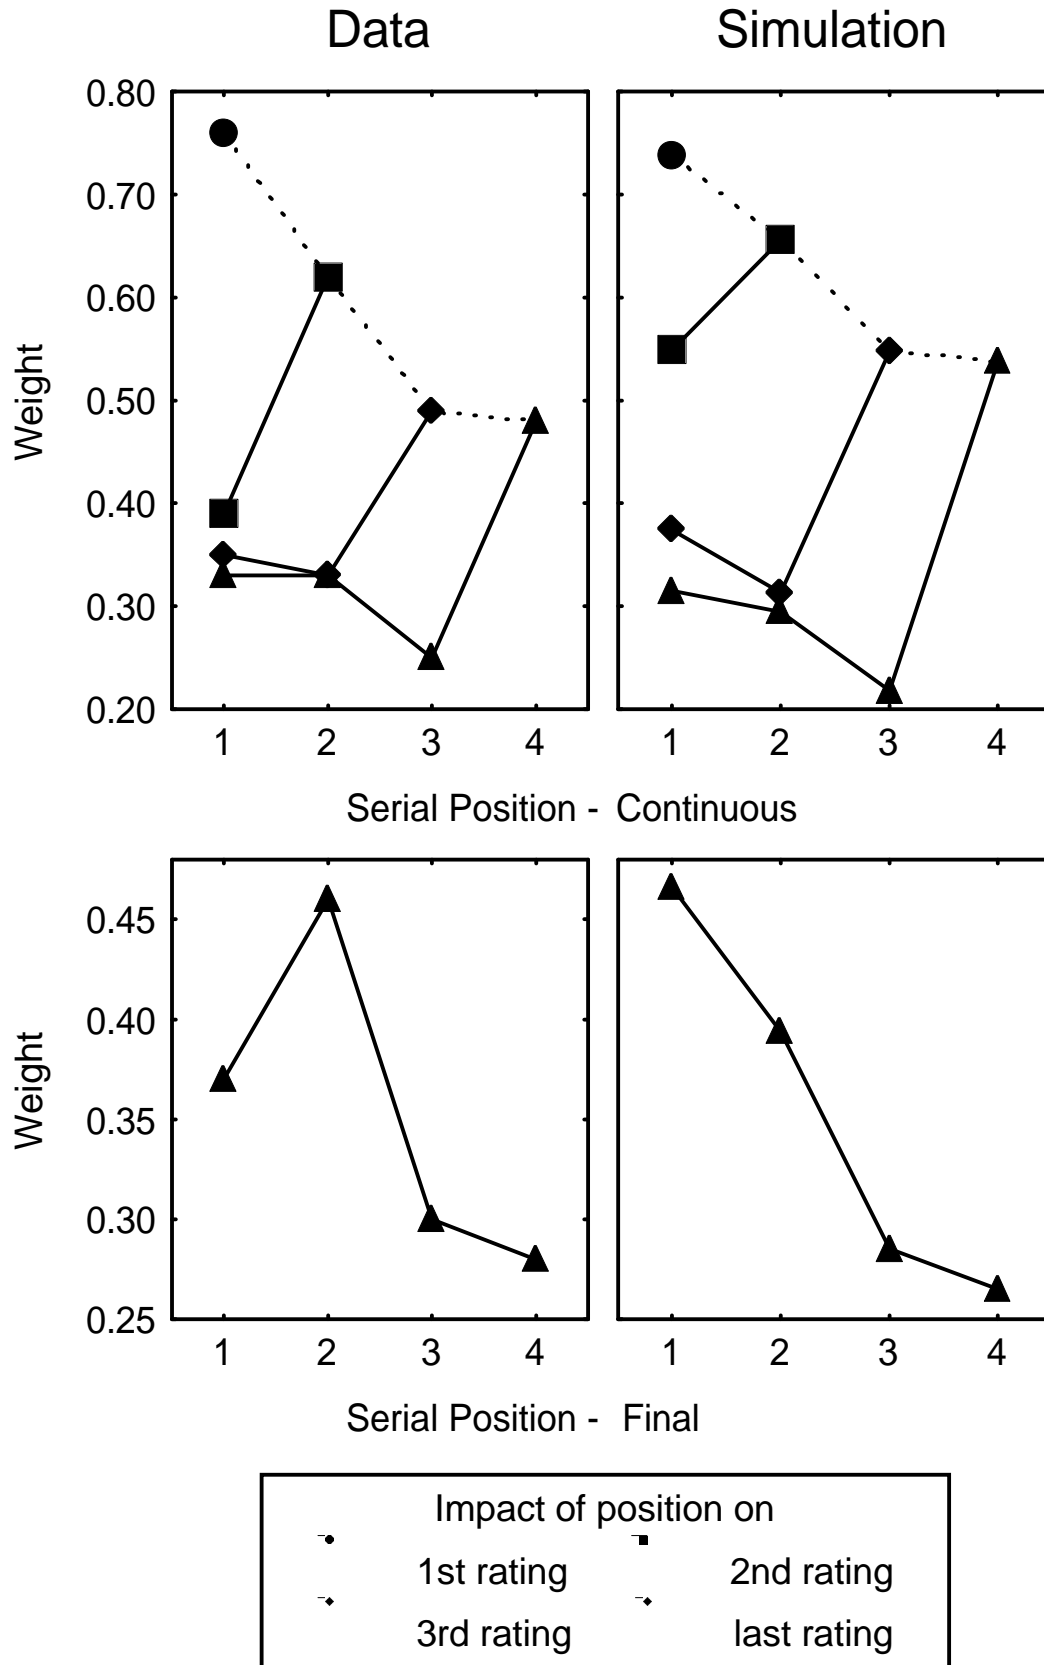 Data Simulation
0.80
0.70
0.60
0.50
0.40
0.30
0.20
Weight
1 2 3 4 1 2 3 4
Serial Position - Continuous
0.45
0.40
0.35
0.30
0.25
Weight
1 2 3 4 1 2 3 4
Serial Position - Final
Impact of position on
1st rating 2nd rating
3rd rating last rating